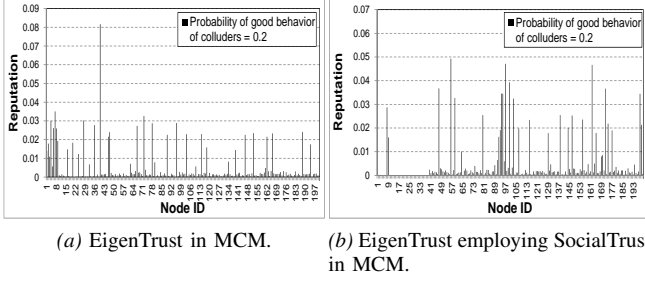 0.09
0.08
0.07
0.06
0.05
0.04
0.03
0.02
0.01
0
Reputation
Probability of good behavior
of colluders = 0.2
1 8 15 22 29 36 43 50 57 64 71 78 85 92 99 106 113 120 127 134 141 148 155 162 169 176 183 190 197
Node ID
(a) EigenTrust in MCM.
0.07
0.06
0.05
0.04
0.03
0.02
0.01
0
Reputation
Probability of good behavior
of colluders = 0.2
1 9 17 25 33 41 49 57 65 73 81 89 97 105 113 121 129 137 145 153 161 169 177 185 193
Node ID
(b) EigenTrust employing SocialTrus
in MCM.